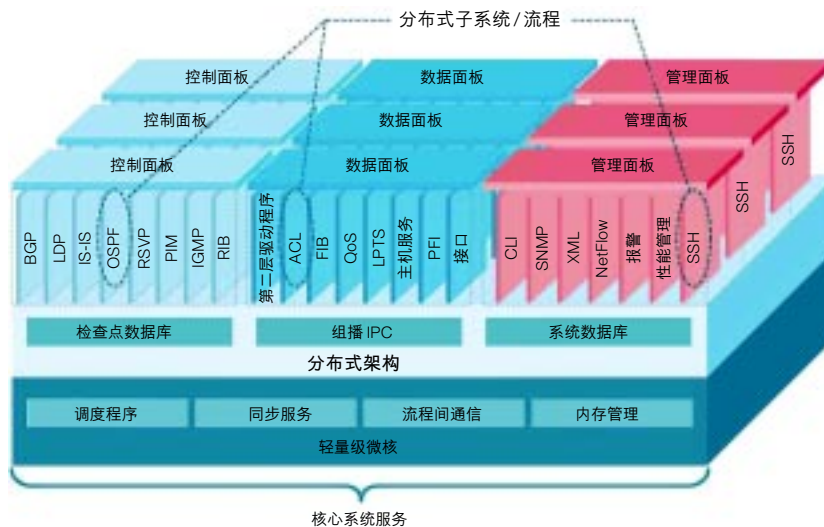 分布式子系统/流程
控制面板
数据面板
管理面板
控制面板
数据面板
管理面板
控制面板
数据面板
管理面板
BGP
LDP
IS-IS
OSPF
RSVP
PIM
IGMP
RIB
第二层驱动程序
ACL
FIB
QoS
LPTS
主机服务
PFI
接口
CLI
SNMP
XML
NetFlow
报警
性能管理
SSH
SSH
SSH
检查点数据库
组播 IPC
系统数据库
分布式架构
调度程序
同步服务
流程间通信
内存管理
轻量级微核
核心系统服务